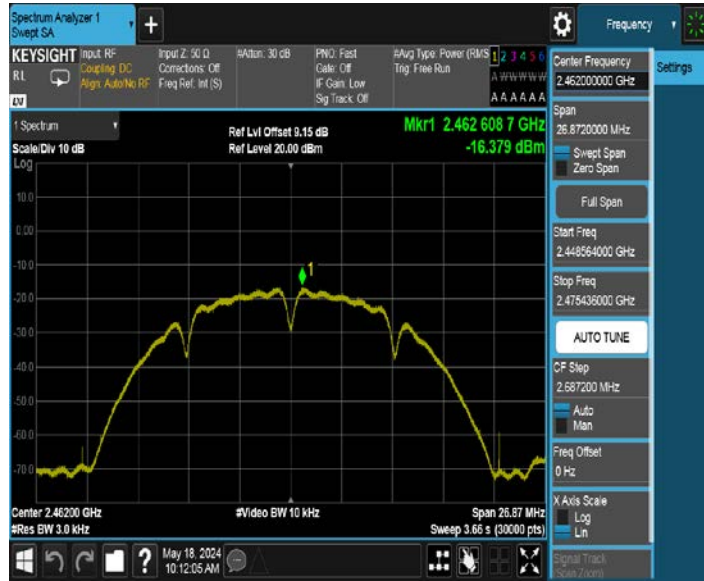 Spectrum Analyzer 1
Swept SA
+
Frequency
KEYSIGHT
RL
LXI
Input: RF
Coupling: DC
Align: Auto/No RF
Input Z: 50 Ω
Corrections: Off
Freq Ref: Int (S)
#Atten: 30 dB
PNO: Fast
Gate: Off
IF Gain: Low
Sig Track: Off
#Avg Type: Power (RMS
Trig: Free Run
1 2 3 4 5 6
A W W W W W
A A A A A A
1 Spectrum
Scale/Div 10 dB
Log
Ref Lvl Offset 9.15 dB
Ref Level 20.00 dBm
Mkr1 2.462 608 7 GHz
-16.379 dBm
10.0
0.00
-10.0
1
-20.0
-30.0
-40.0
-50.0
-60.0
-70.0
Center 2.46200 GHz
#Res BW 3.0 kHz
#Video BW 10 kHz
Span 26.87 MHz
Sweep 3.66 s (30000 pts)
?
May 18, 2024
10:12:05 AM
Center Frequency
2.462000000 GHz
Span
26.8720000 MHz
Swept Span
Zero Span
Full Span
Start Freq
2.448564000 GHz
Stop Freq
2.475436000 GHz
AUTO TUNE
CF Step
2.687200 MHz
Auto
Man
Freq Offset
0 Hz
X Axis Scale
Log
Lin
Signal Track
(Span Zoom)
Settings